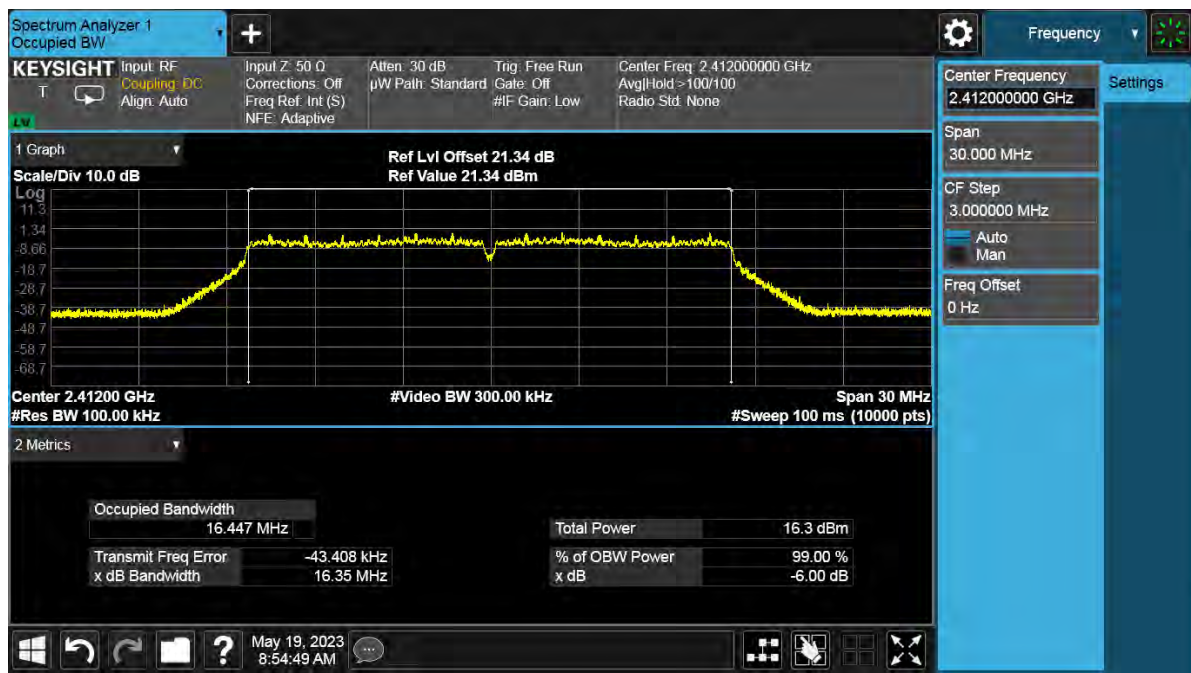 Spectrum Analyzer 1
Occupied BW
Frequency
KEYSIGHT
T
Input: RF
Coupling: DC
Align: Auto
Input Z: 50 Ω
Corrections: Off
Freq Ref: Int (S)
NFE: Adaptive
Atten: 30 dB
µW Path: Standard
Trig: Free Run
Gate: Off
#IF Gain: Low
Center Freq: 2.412000000 GHz
Avg|Hold >100/100
Radio Std: None
Center Frequency
2.412000000 GHz
Settings
Span
30.000 MHz
CF Step
3.000000 MHz
Auto
Man
Freq Offset
0 Hz
1 Graph
Scale/Div 10.0 dB
Ref Lvl Offset 21.34 dB
Ref Value 21.34 dBm
Log
11.3
1.34
-8.66
-18.7
-28.7
-38.7
-48.7
-58.7
-68.7
Center 2.41200 GHz
#Video BW 300.00 kHz
Span 30 MHz
#Res BW 100.00 kHz
#Sweep 100 ms (10000 pts)
2 Metrics
Occupied Bandwidth
16.447 MHz
Total Power 16.3 dBm
Transmit Freq Error -43.408 kHz
% of OBW Power 99.00 %
x dB Bandwidth 16.35 MHz
x dB -6.00 dB
May 19, 2023
8:54:49 AM